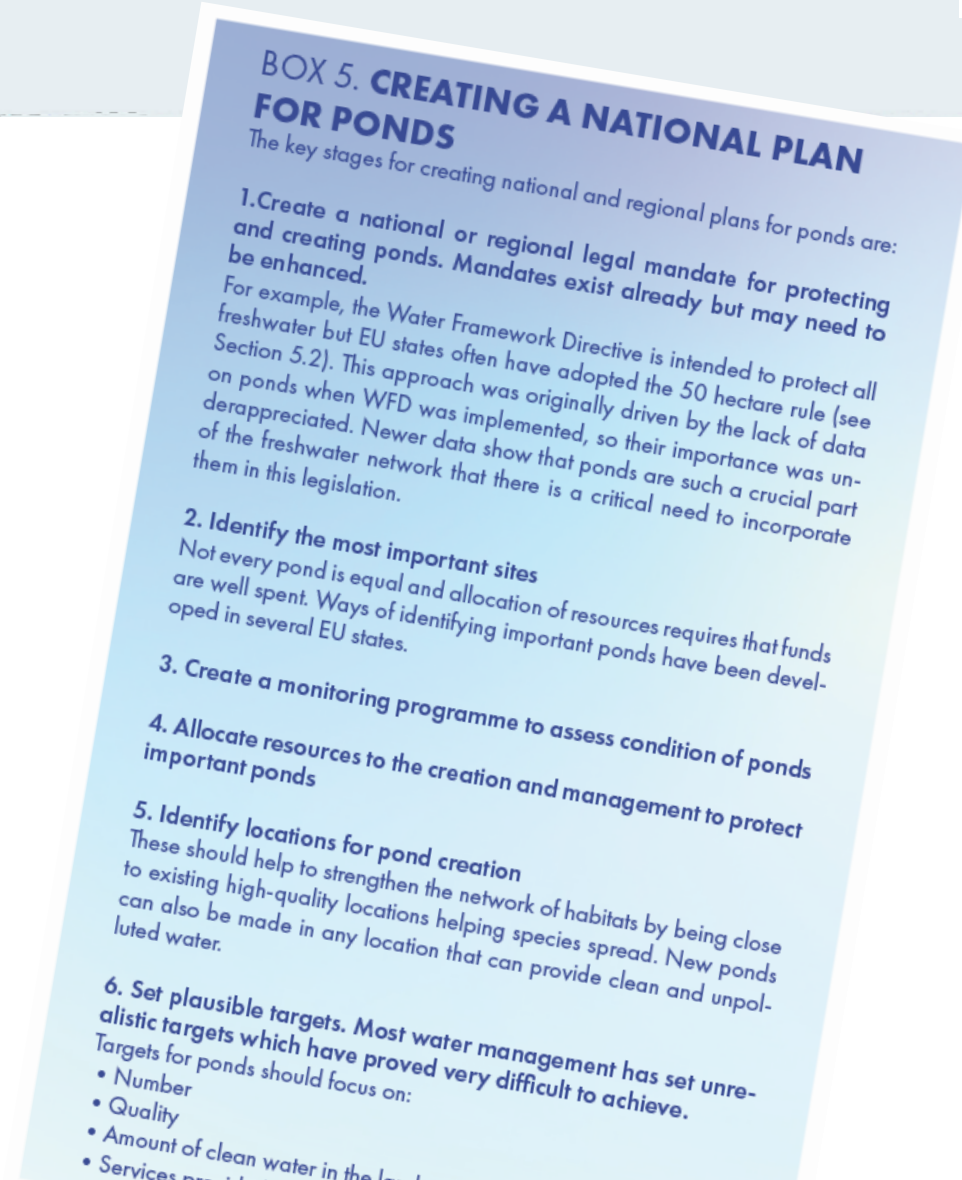 BOX 5. CREATING A NATIONAL PLAN
FOR PONDS
The key stages for creating national and regional plans for ponds are:
1.Create a national or regional legal mandate for protecting
and creating ponds. Mandates exist already but may need to
be enhanced.
For example, the Water Framework Directive is intended to protect all
freshwater but EU states often have adopted the 50 hectare rule (see
Section 5.2). This approach was originally driven by the lack of data
on ponds when WFD was implemented, so their importance was un-
derappreciated. Newer data show that ponds are such a crucial part
of the freshwater network that there is a critical need to incorporate
them in this legislation.
2. Identify the most important sites
Not every pond is equal and allocation of resources requires that funds
are well spent. Ways of identifying important ponds have been devel-
oped in several EU states.
3. Create a monitoring programme to assess condition of ponds
4. Allocate resources to the creation and management to protect
important ponds
5. Identify locations for pond creation
These should help to strengthen the network of habitats by being close
to existing high-quality locations helping species spread. New ponds
can also be made in any location that can provide clean and unpol-
luted water.
6. Set plausible targets. Most water management has set unre-
alistic targets which have proved very difficult to achieve.
Targets for ponds should focus on:
• Number
• Quality
• Amount of clean water in the
• Services